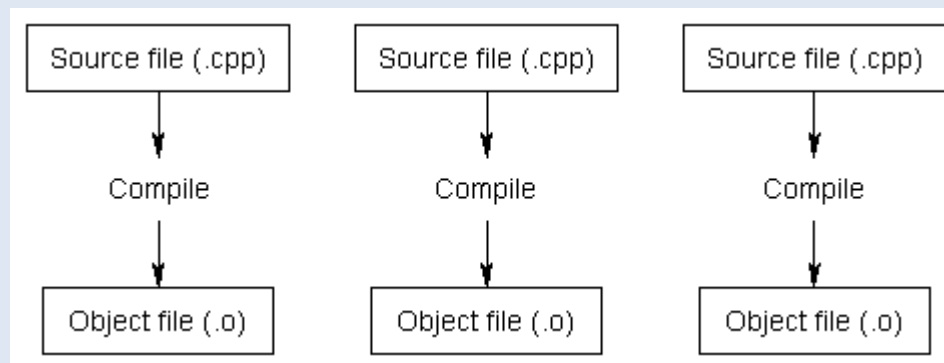 Source file (.cpp) Source file (.cpp) Source file (.cpp)
Compile Compile Compile
Object file (.o) Object file (.o) Object file (.o)